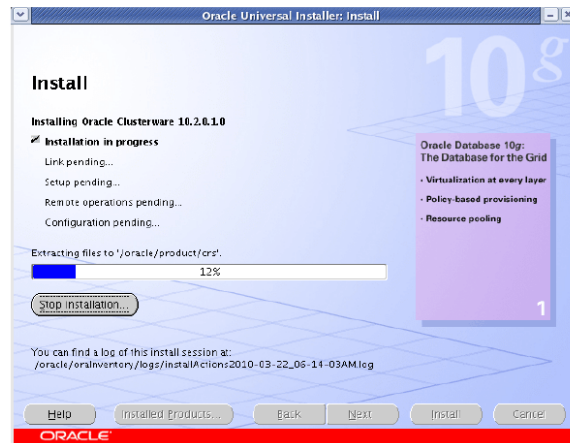 Oracle Universal Installer: Install
10g
Install
Installing Oracle Clusterware 10.2.0.1.0
Installation in progress
Link pending...
Setup pending...
Remote operations pending...
Configuration pending...
Oracle Database 10g:
The Database for the Grid
- Virtualization at every layer
- Policy-based provisioning
- Resource pooling
1
Extracting files to '/oracle/product/crs'.
12%
Stop installation...
You can find a log of this install session at:
/oracle/oraInventory/logs/installActions2010-03-22_06-14-03AM.log
Help
Installed Products...
Back
Next
Install
Cancel
ORACLE